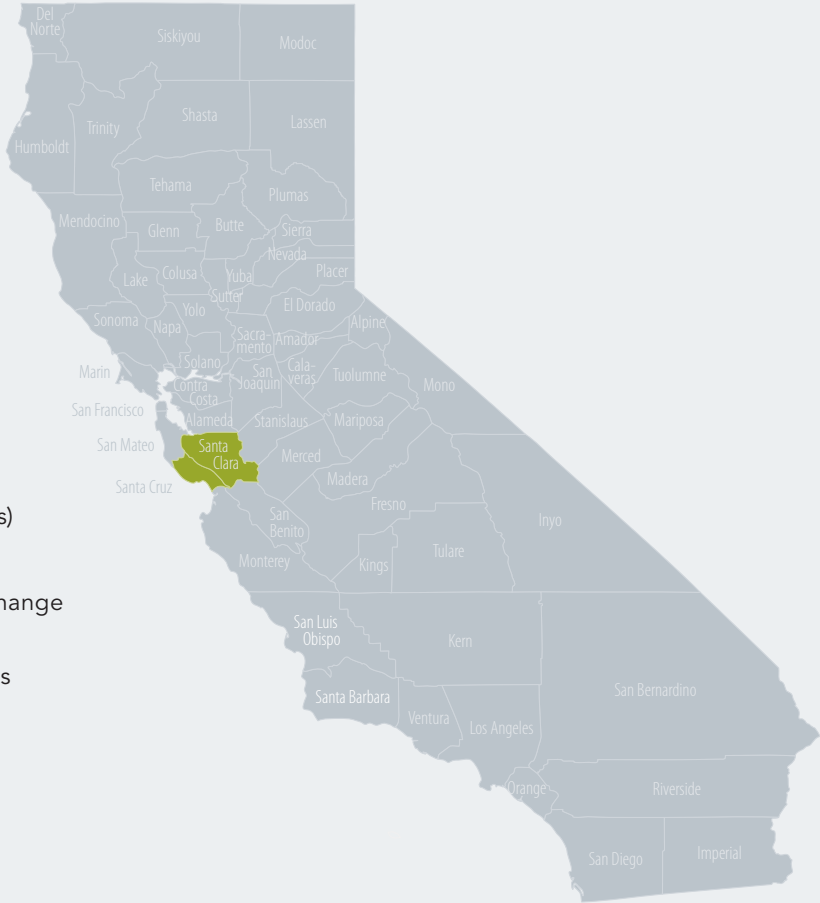 Del
Norte
Siskiyou
Modoc
Shasta
Lassen
Trinity
Humboldt
Tehama
Plumas
Mendocino
Butte
Glenn
Sierra
Nevada
Placer
Colusa
Lake
Yuba
Sutter
El Dorado
Yolo
Sonoma
Napa
Alpine
Sacra-
mento
Amador
Solano
Cala-
veras
San
Joaquin
Tuolumne
Marin
Contra
Costa
Mono
San Francisco
Alameda
Stanislaus
Mariposa
San Mateo
Santa
Clara
Merced
Madera
Santa Cruz
Fresno
s)
San
Benito
Inyo
Tulare
Monterey
Kings
hange
San Luis
Obispo
Kern
s
Santa Barbara
San Bernardino
Ventura
Los Angeles
Orange
Riverside
San Diego
Imperial